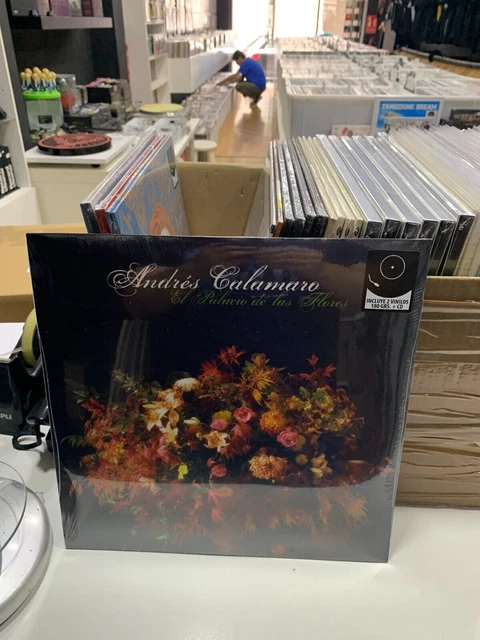 TANGERINE DREAM
Andrés Calamaro
El Palacio de las Flores
INCLUYE 2 VINILOS
180 GRS. + CD